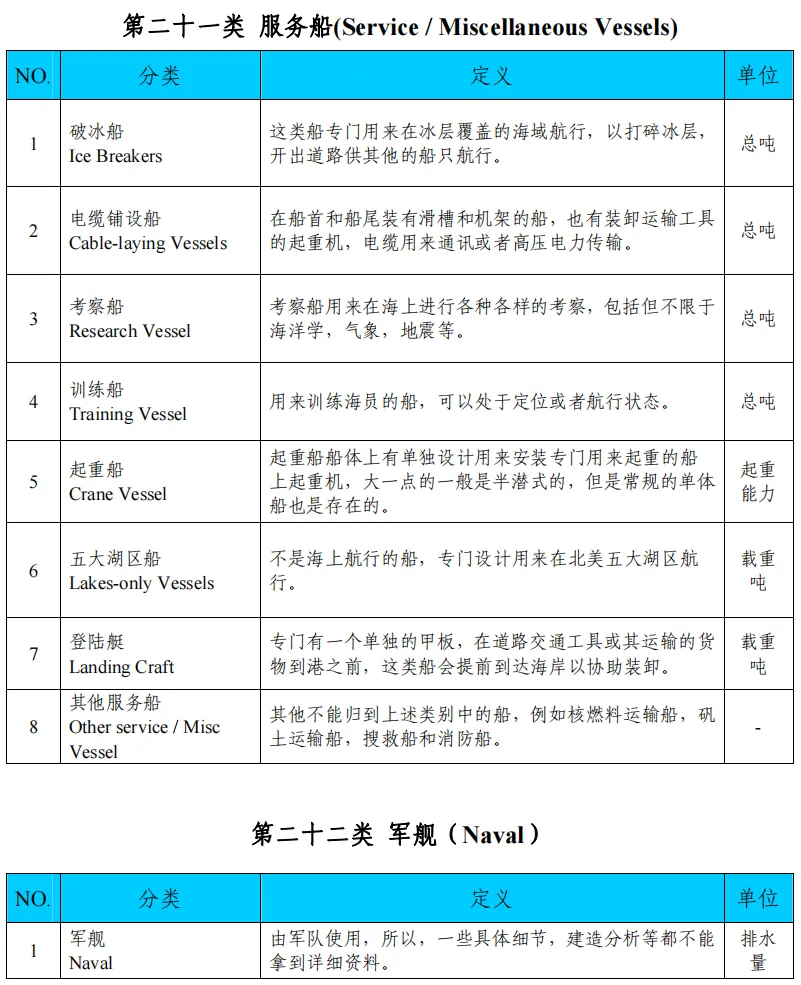 第二十一类 服务船(Service / Miscellaneous Vessels)
NO. 分类 定义 单位
1 破冰船 Ice Breakers 这类船专门用来在冰层覆盖的海域航行，以打碎冰层，
开出道路供其他的船只航行。 总吨
2 电缆铺设船 Cable-laying Vessels 在船首和船尾装有滑槽和机架的船，也有装卸运输工具
的起重机，电缆用来通讯或者高压电力传输。 总吨
3 考察船 Research Vessel 考察船用来在海上进行各种各样的考察，包括但不限于
海洋学，气象，地震等。 总吨
4 训练船 Training Vessel 用来训练海员的船，可以处于定位或者航行状态。 总吨
5 起重船 Crane Vessel 起重船船体上有单独设计用来安装专门用来起重的船
上起重机，大一点的一般是半潜式的，但是常规的单体
船也是存在的。 起重能力
6 五大湖区船 Lakes-only Vessels 不是海上航行的船，专门设计用来在北美五大湖区航
行。 载重吨
7 登陆艇 Landing Craft 专门有一个单独的甲板，在道路交通工具或其运输的货
物到港之前，这类船会提前到达海岸以协助装卸。 载重吨
8 其他服务船 Other service / Misc Vessel 其他不能归到上述类别中的船，例如核燃料运输船，矾
土运输船，搜救船和消防船。 -
第二十二类 军舰（Naval）
NO. 分类 定义 单位
1 军舰 Naval 由军队使用，所以，一些具体细节，建造分析等都不能
拿到详细资料。 排水量